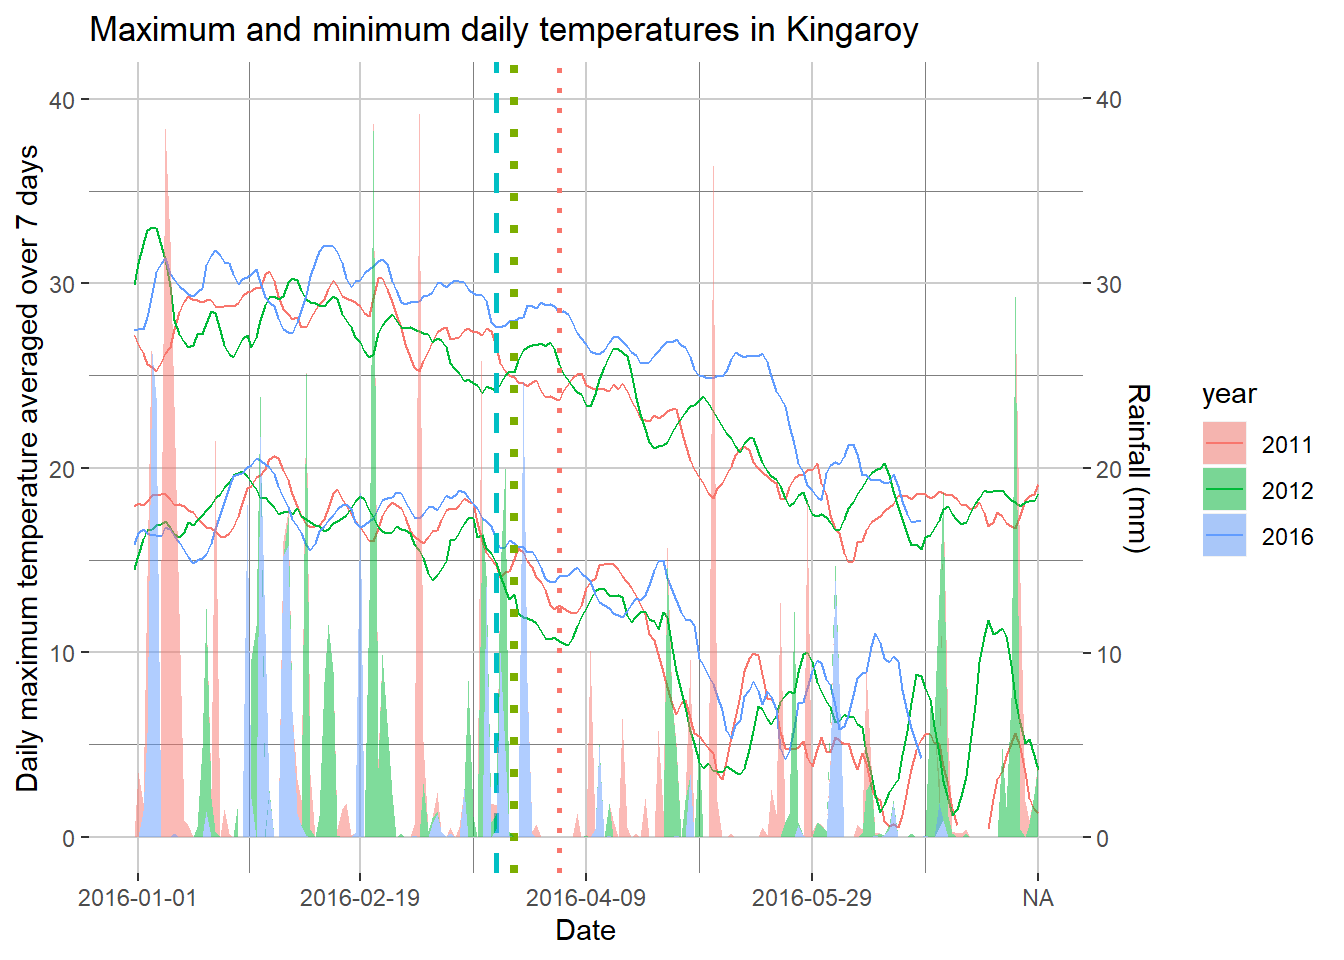 Maximum and minimum daily temperatures in Kingaroy
Daily maximum temperature averaged over 7 days
40
30
20
10
0
40
30
20
10
0
Rainfall (mm)
2016-01-01
2016-02-19
2016-04-09
2016-05-29
NA
Date
year
2011
2012
2016